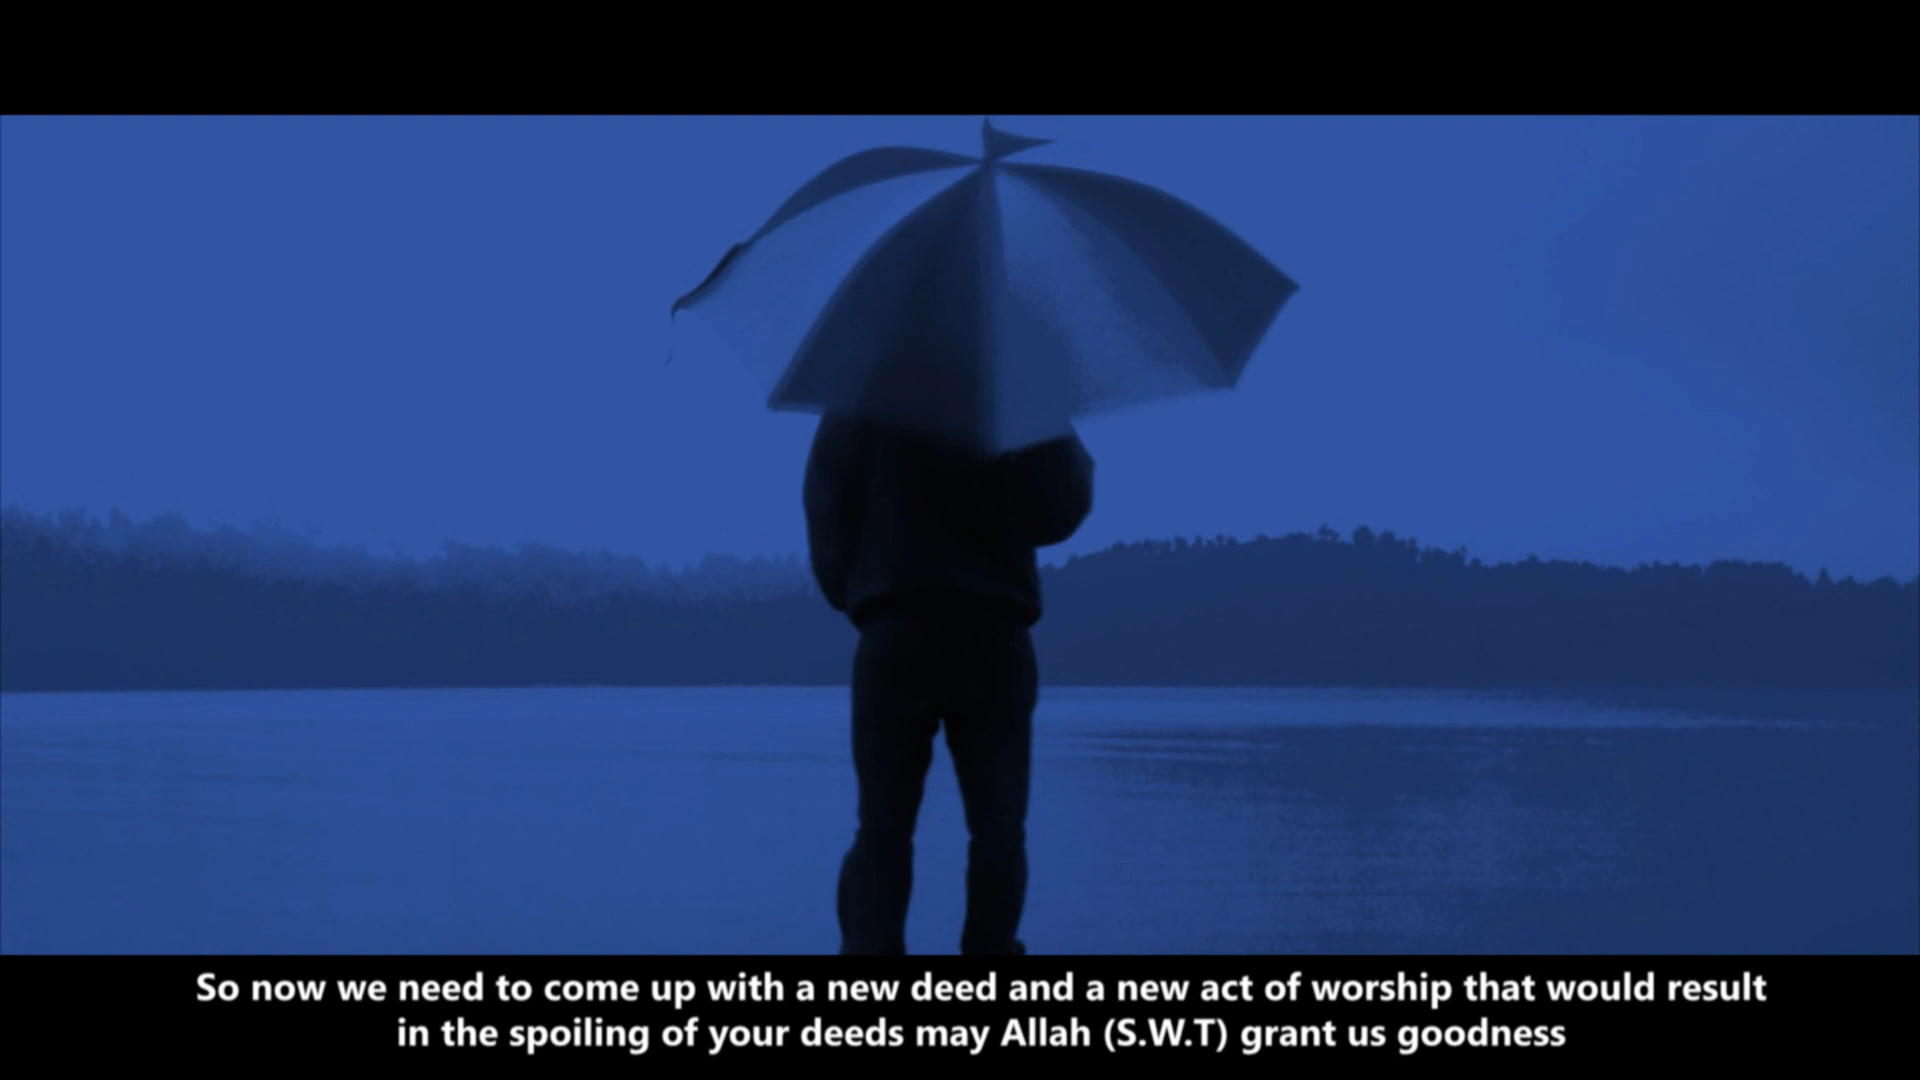 So now we need to come up with a new deed and a new act of worship that would result
in the spoiling of your deeds may Allah (S.W.T) grant us goodness